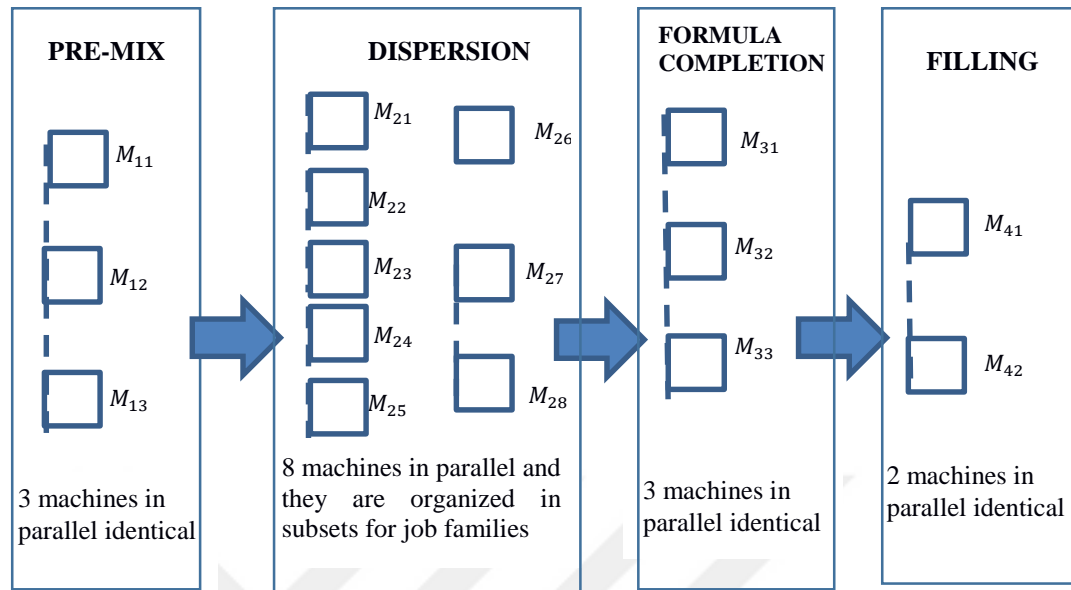 PRE-MIX
M₁₁
M₁₂
M₁₃
3 machines in
parallel identical
DISPERSION
M₂₁
M₂₂
M₂₃
M₂₄
M₂₅
M₂₆
M₂₇
M₂₈
8 machines in parallel and
they are organized in
subsets for job families
FORMULA
COMPLETION
M₃₁
M₃₂
M₃₃
3 machines in
parallel identical
FILLING
M₄₁
M₄₂
2 machines in
parallel identical